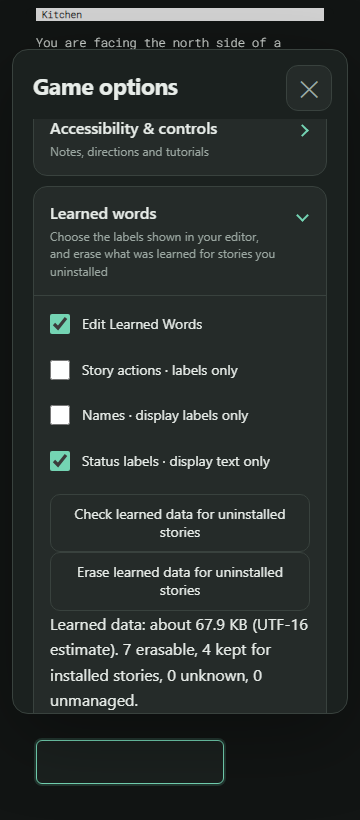 Kitchen
You are facing the north side of a
Game options
Accessibility & controls
Notes, directions and tutorials
Learned words
Choose the labels shown in your editor,
and erase what was learned for stories you
uninstalled
Edit Learned Words
Story actions · labels only
Names · display labels only
Status labels · display text only
Check learned data for uninstalled
stories
Erase learned data for uninstalled
stories
Learned data: about 67.9 KB (UTF-16
estimate). 7 erasable, 4 kept for
installed stories, 0 unknown, 0
unmanaged.